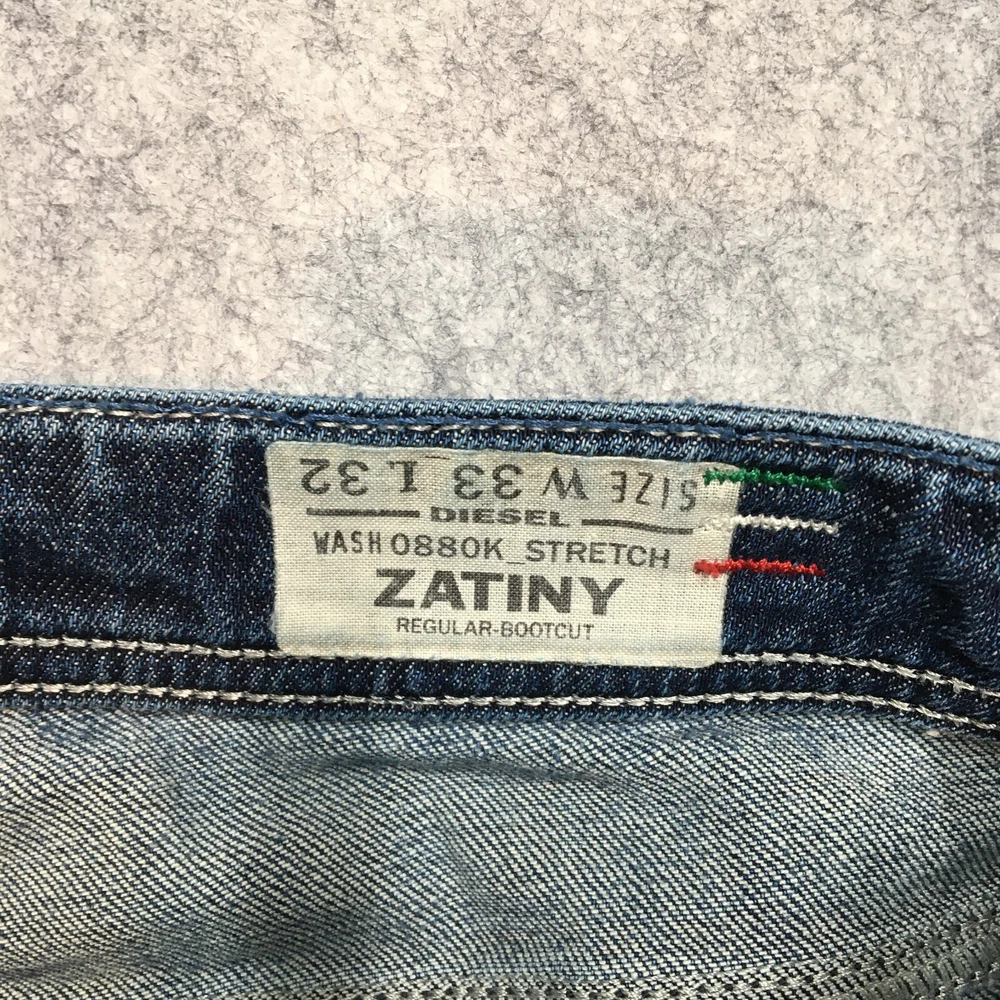 SIZE W 33 L 32
DIESEL
WASH 0880K_STRETCH
ZATINY
REGULAR-BOOTCUT